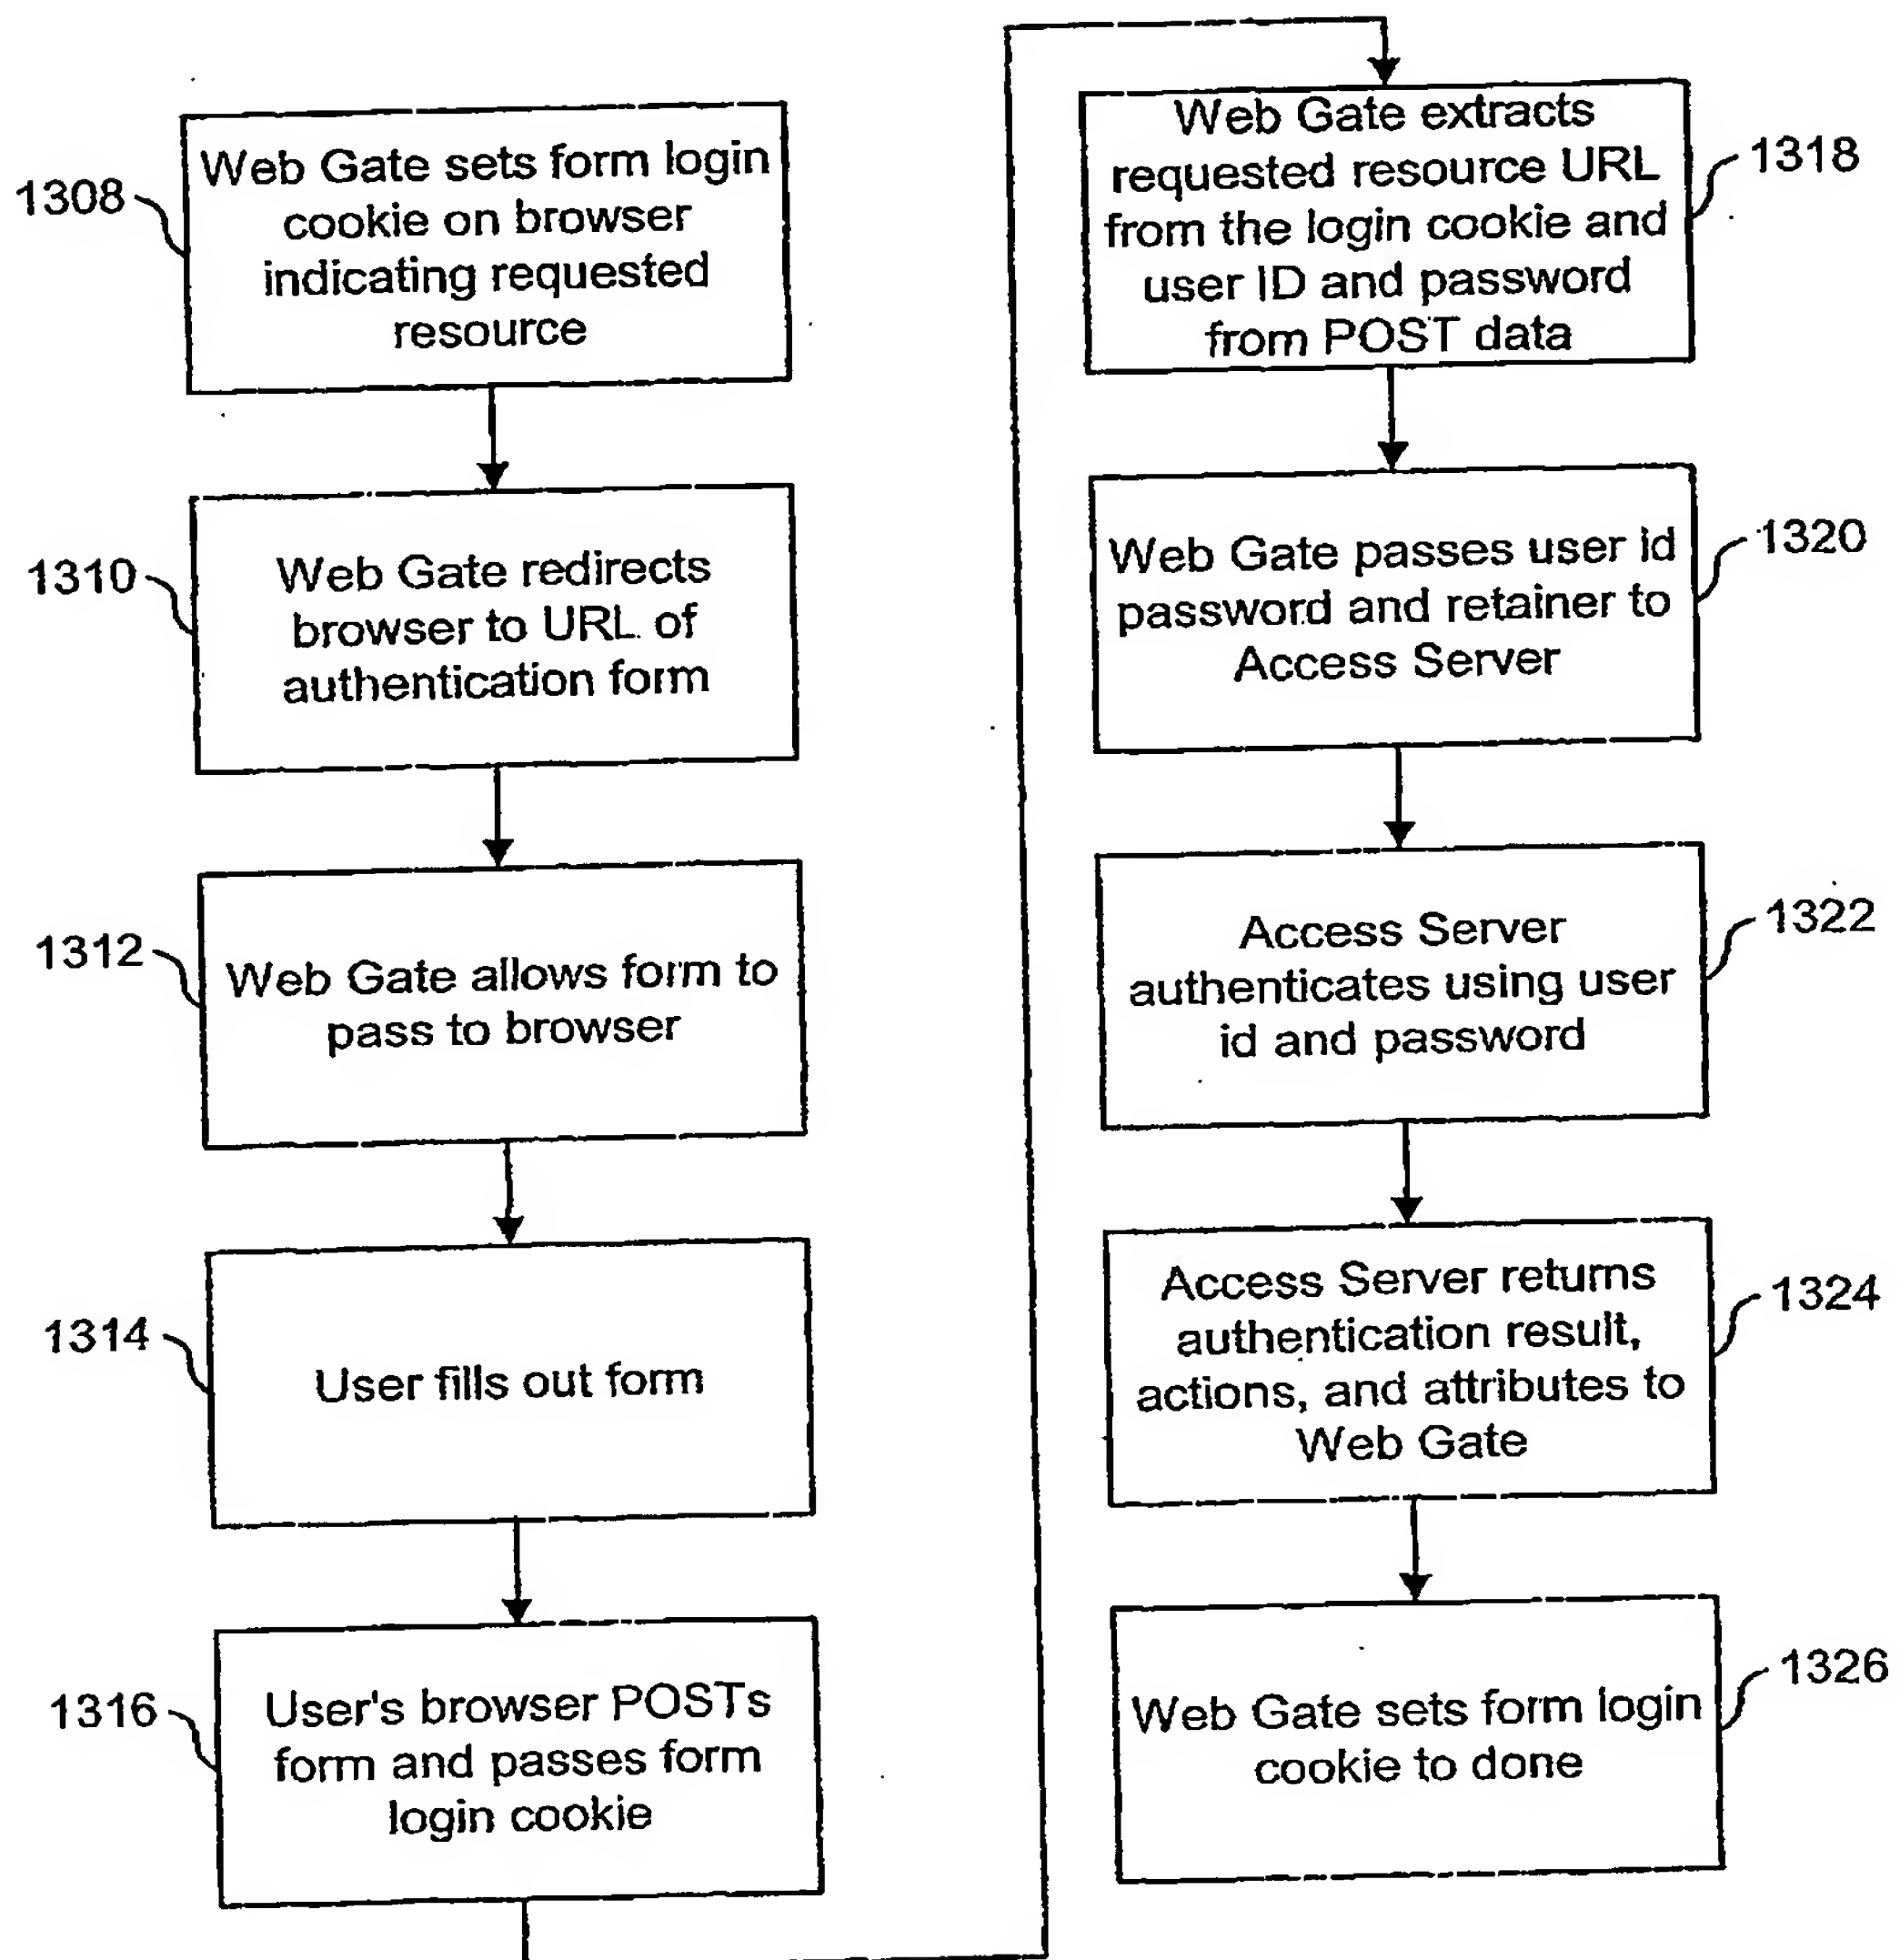 1308
Web Gate sets form login
cookie on browser
indicating requested
resource
1310
Web Gate redirects
browser to URL of
authentication form
1312
Web Gate allows form to
pass to browser
1314
User fills out form
1316
User's browser POSTs
form and passes form
login cookie
Web Gate extracts
requested resource URL
from the login cookie and
user ID and password
from POST data
1318
Web Gate passes user id
password and retainer to
Access Server
1320
Access Server
authenticates using user
id and password
1322
Access Server returns
authentication result,
actions, and attributes to
Web Gate
1324
Web Gate sets form login
cookie to done
1326